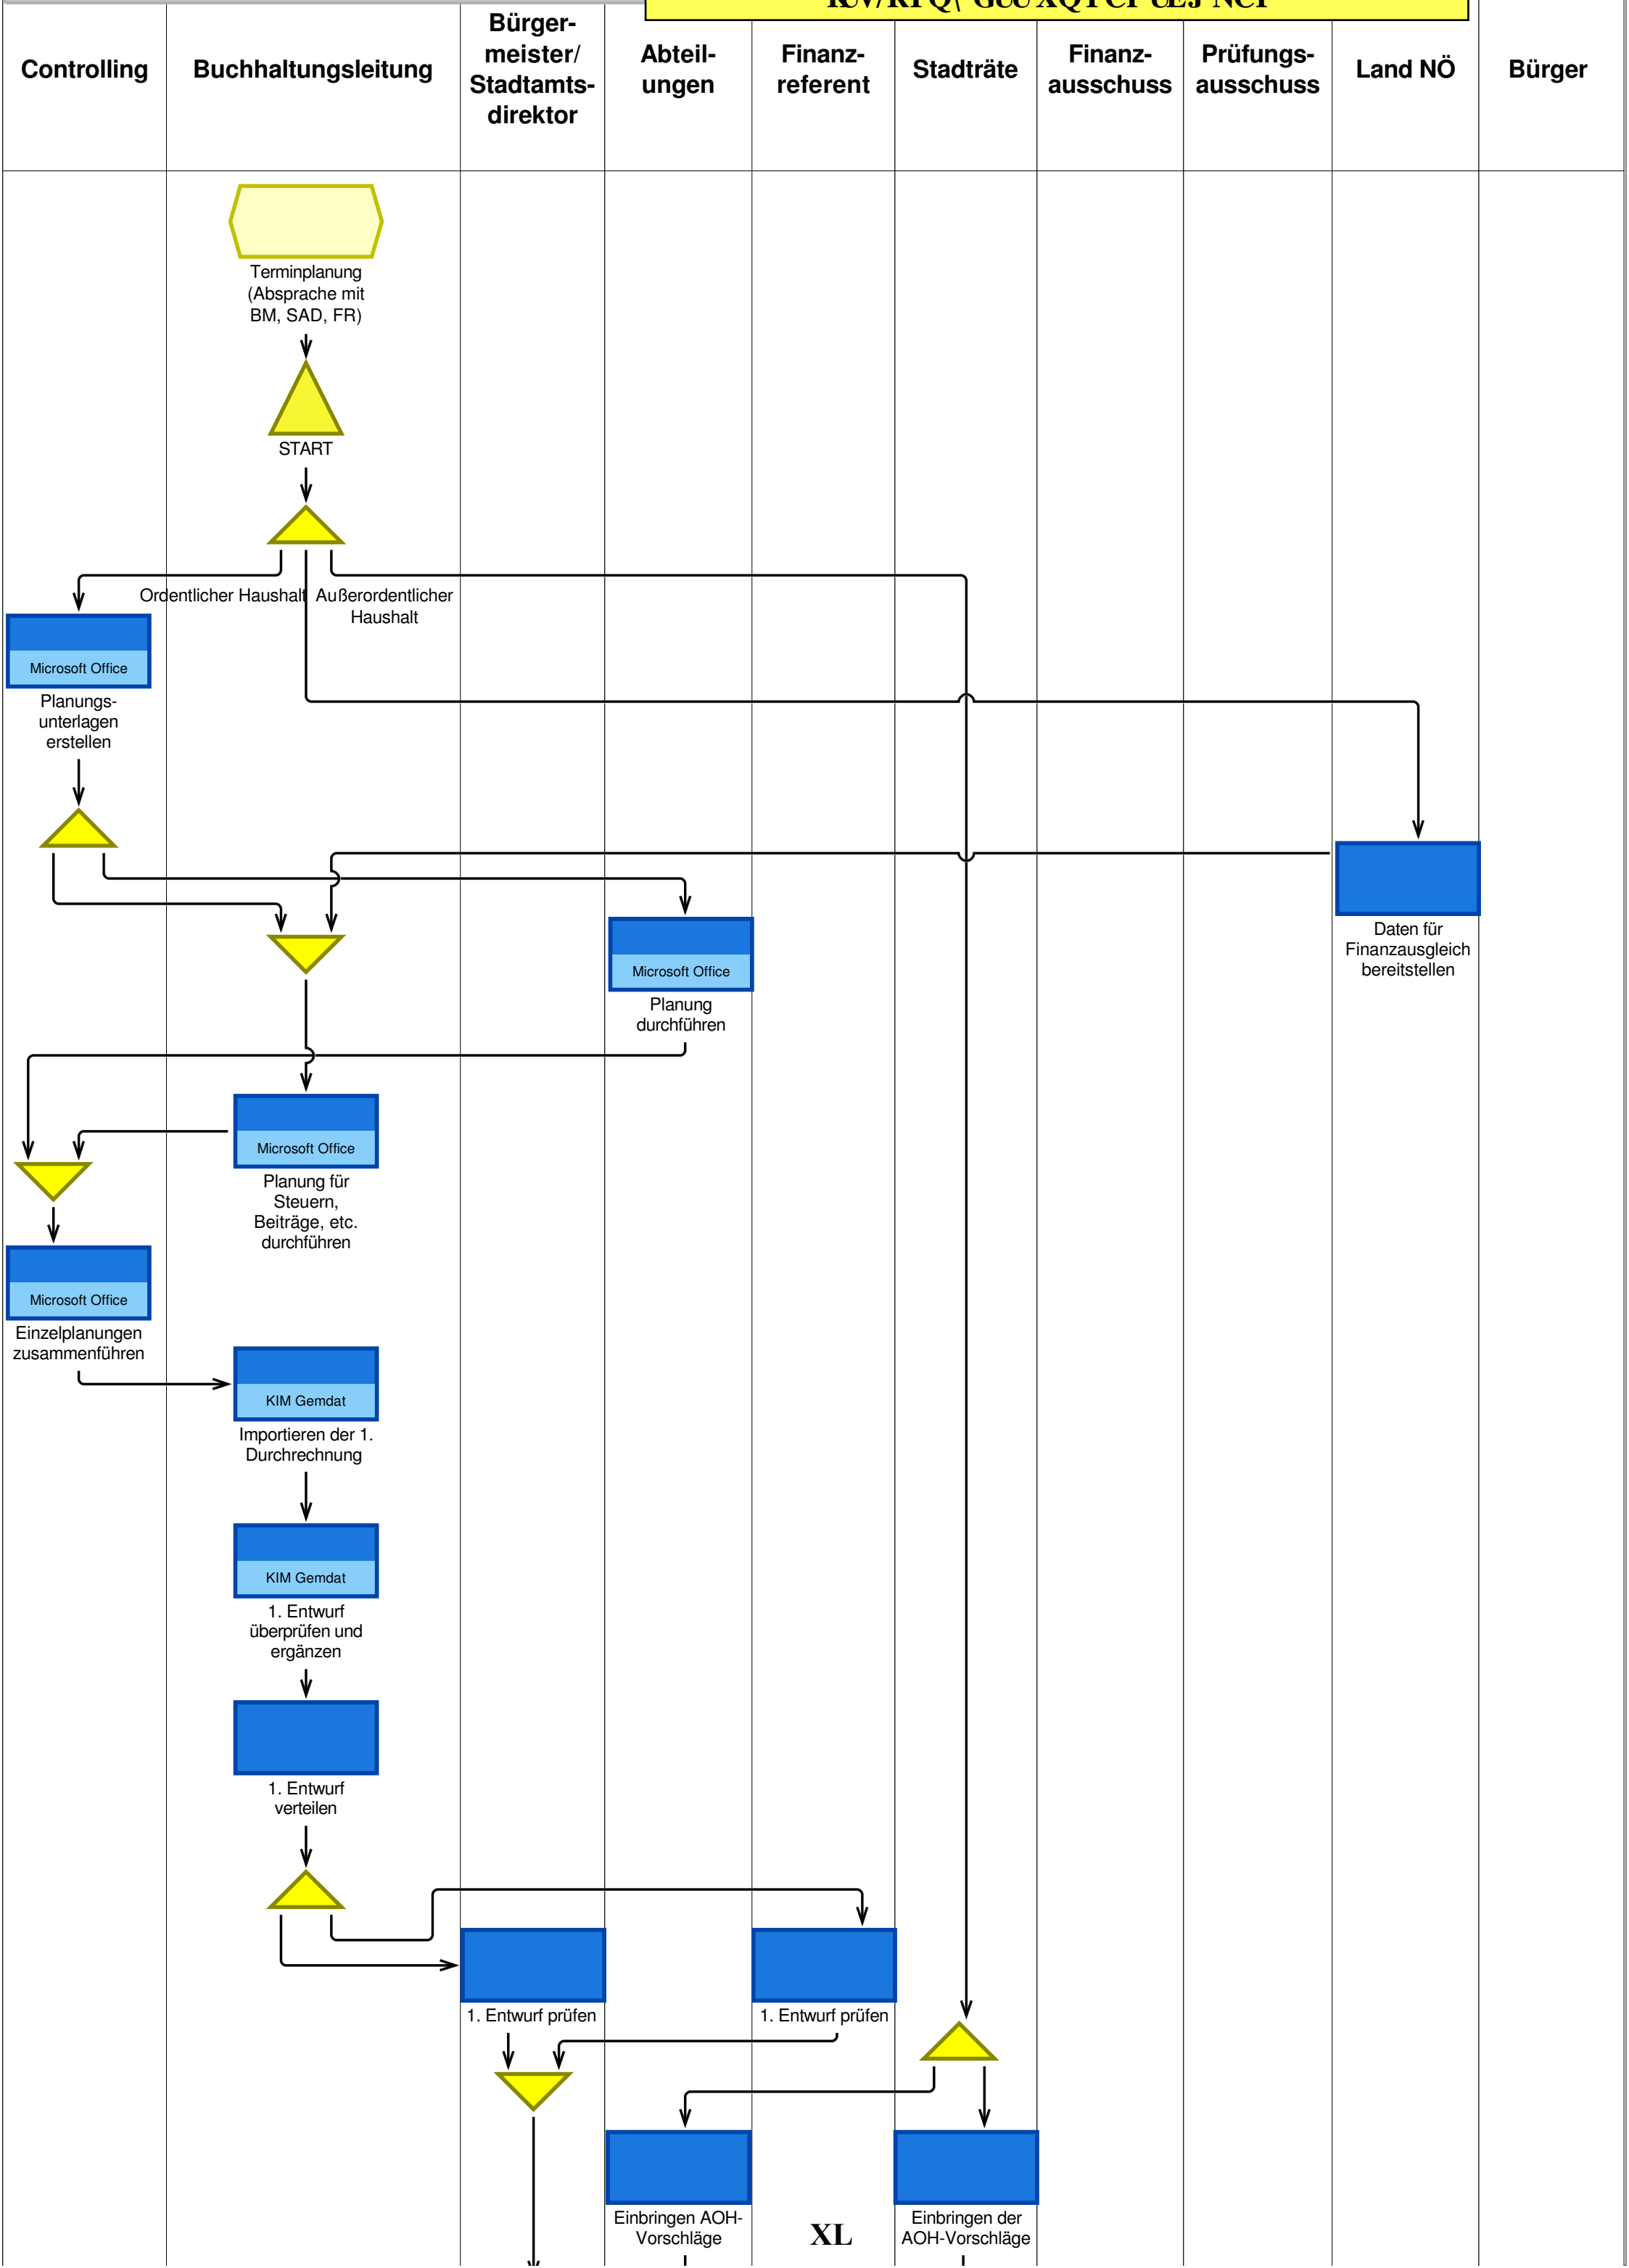 Controlling
Buchhaltungsleitung
Bürger-
meister/
Stadtamts-
direktor
Abteil-
ungen
Finanz-
referent
Stadträte
Finanz-
ausschuss
Prüfungs-
ausschuss
Land NÖ
Bürger
Terminplanung
(Absprache mit
BM, SAD, FR)
START
Ordentlicher Haushalt
Außerordentlicher
Haushalt
Microsoft Office
Planungs-
unterlagen
erstellen
Daten für
Finanzausgleich
bereitstellen
Microsoft Office
Planung
durchführen
Microsoft Office
Planung für
Steuern,
Beiträge, etc.
durchführen
Microsoft Office
Einzelplanungen
zusammenführen
KIM Gemdat
Importieren der 1.
Durchrechnung
KIM Gemdat
1. Entwurf
überprüfen und
ergänzen
1. Entwurf
verteilen
1. Entwurf prüfen
1. Entwurf prüfen
Einbringen AOH-
Vorschläge
Einbringen der
AOH-Vorschläge
XL